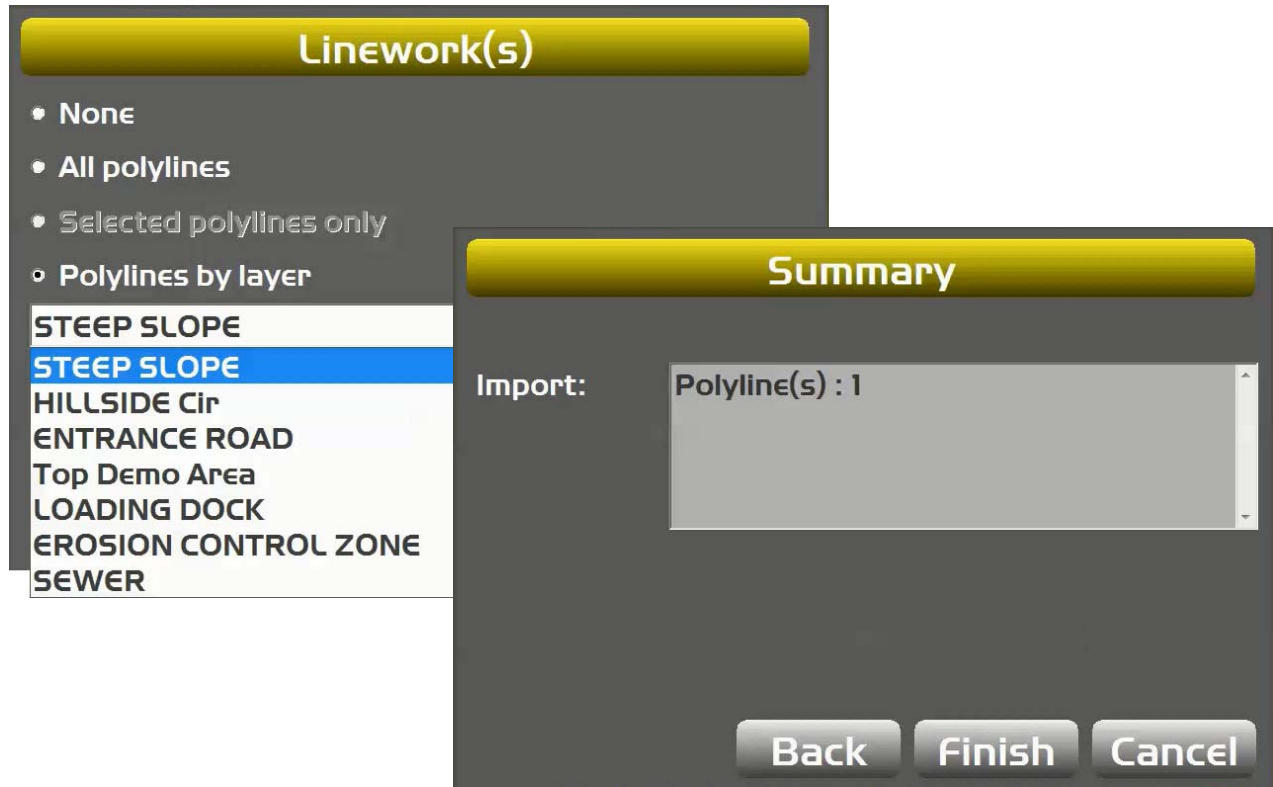 Linework(s)
None
All polylines
Selected polylines only
Polylines by layer
STEEP SLOPE
STEEP SLOPE
HILLSIDE Cir
ENTRANCE ROAD
Top Demo Area
LOADING DOCK
EROSION CONTROL ZONE
SEWER
Summary
Import:
Polyline(s) : 1
Back Finish Cancel